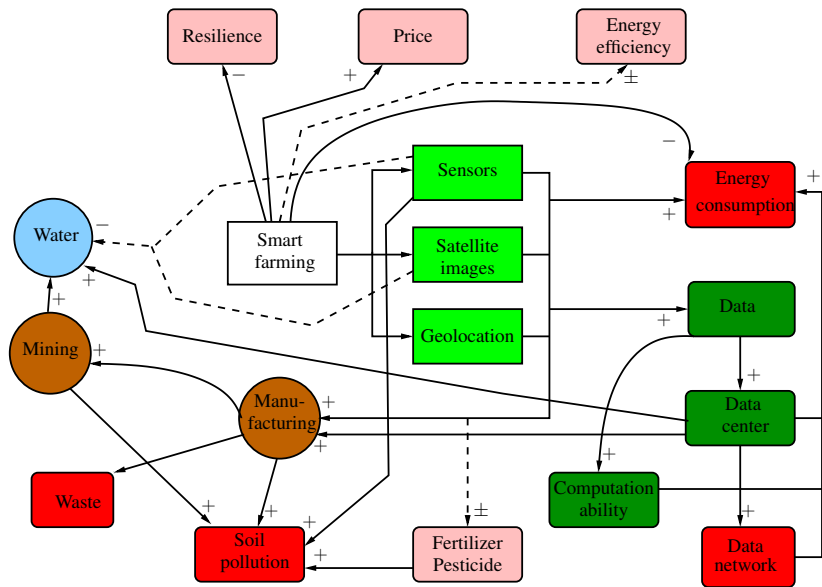 Resilience
Price
Energy
efficiency
−
+
±
−
Sensors
Energy
consumption
+
+
Water
−
Smart
farming
Satellite
images
+
+
Mining
+
Geolocation
+
Data
+
Manu-
facturing
+
+
Data
center
+
Waste
+
+
+
±
+
Computation
ability
+
Soil
pollution
+
Fertilizer
Pesticide
Data
network